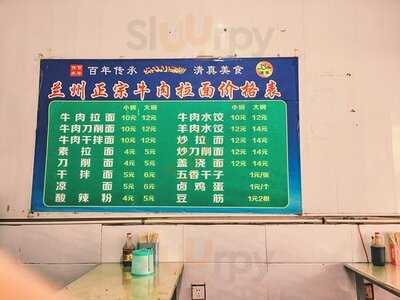 Sluurpy
百年传承 清真美食
兰州正宗牛肉拉面价格表
小碗 大碗 小碗 大碗
牛肉拉面 10元 12元 牛肉水饺 10元 12元
牛肉刀削面 10元 12元 羊肉水饺 12元 14元
牛肉干拌面 10元 12元 炒拉面 12元 14元
素拉面 4元 5元 炒刀削面 12元 14元
刀削面 4元 5元 盖浇面 12元 14元
干拌面 5元 6元 五香干子 1元/张
凉面 5元 6元 卤鸡蛋 1元/个
酸辣粉 4元 5元 豆筋 1元2根
Sluurpy